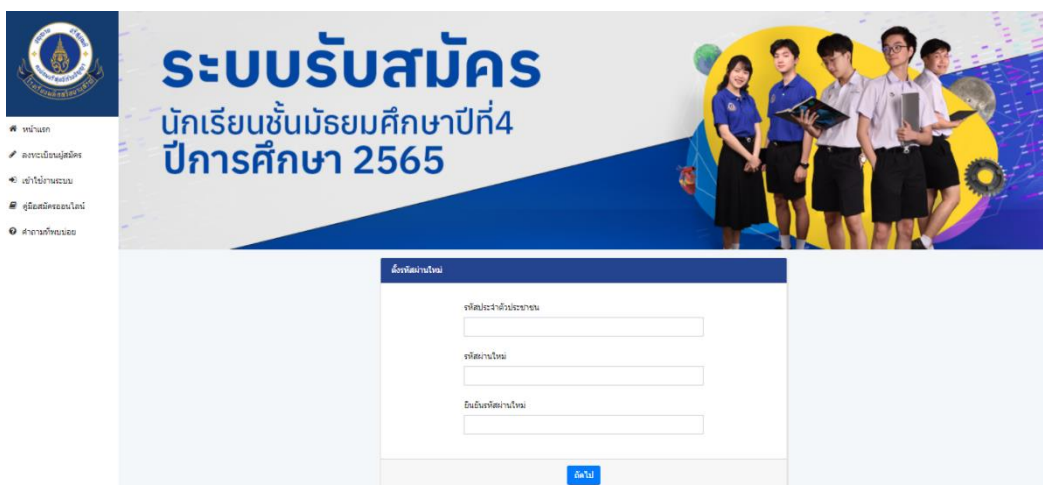 ระบบรับสมัคร
นักเรียนชั้นมัธยมศึกษาปีที่4
ปีการศึกษา 2565
หน้าแรก
ลงทะเบียนผู้สมัคร
เข้าใช้งานระบบ
คู่มือสมัครออนไลน์
คำถามที่พบบ่อย
ตั้งรหัสผ่านใหม่
รหัสประจำตัวประชาชน
รหัสผ่านใหม่
ยืนยันรหัสผ่านใหม่
ถัดไป